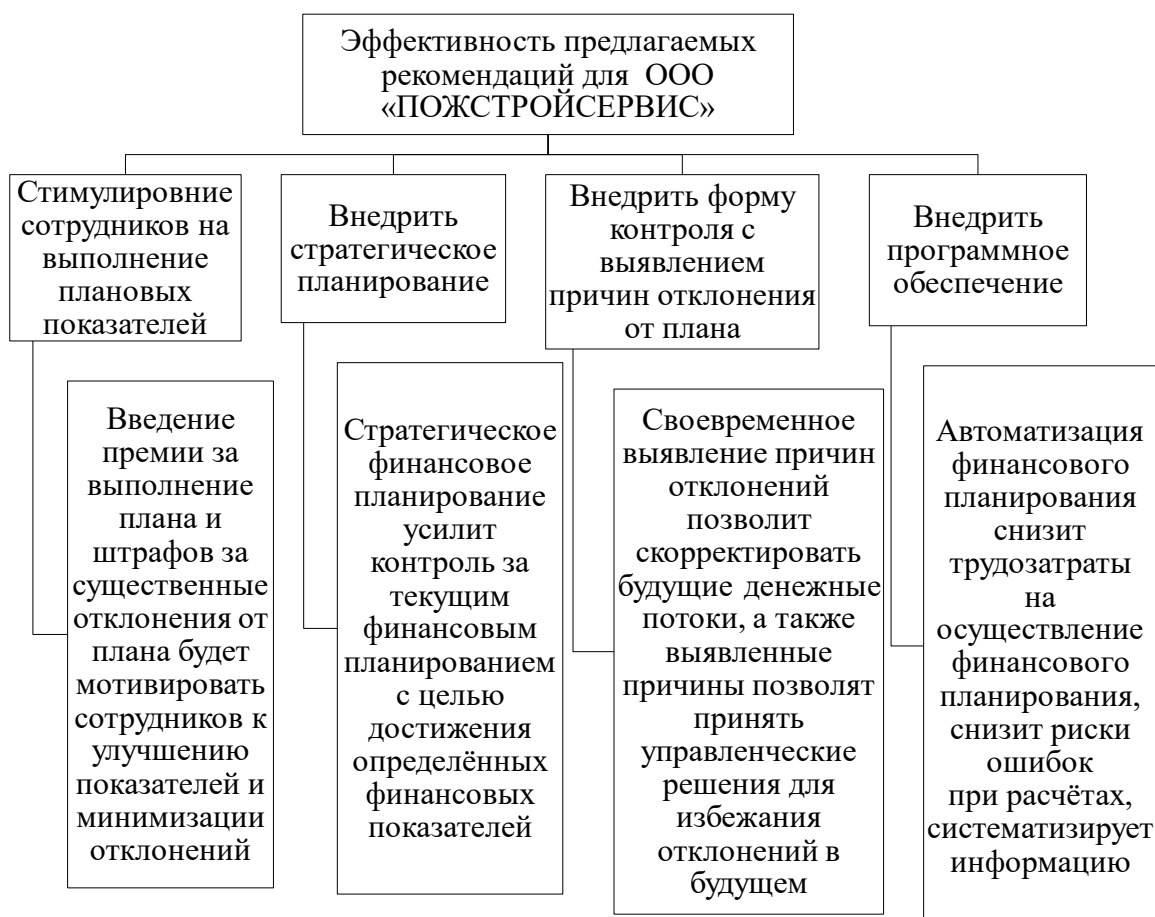 Эффективность предлагаемых
рекомендаций для ООО
«ПОЖСТРОЙСЕРВИС»
Стимулировние
сотрудников на
выполнение
плановых
показателей
Введение
премии за
выполнение
плана и
штрафов за
существенные
отклонения от
плана будет
мотивировать
сотрудников к
улучшению
показателей и
минимизации
отклонений
Внедрить
стратегическое
планирование
Стратегическое
финансовое
планирование
усилит
контроль за
текущим
финансовым
планированием
с целью
достижения
определённых
финансовых
показателей
Внедрить форму
контроля с
выявлением
причин отклонения
от плана
Своевременное
выявление причин
отклонений
позволит
скорректировать
будущие денежные
потоки, а также
выявленные
причины позволят
принять
управленческие
решения для
избежания
отклонений в
будущем
Внедрить
программное
обеспечение
Автоматизация
финансового
планирования
снизит
трудозатраты
на
осуществление
финансового
планирования,
снизит риски
ошибок
при расчётах,
систематизирует
информацию